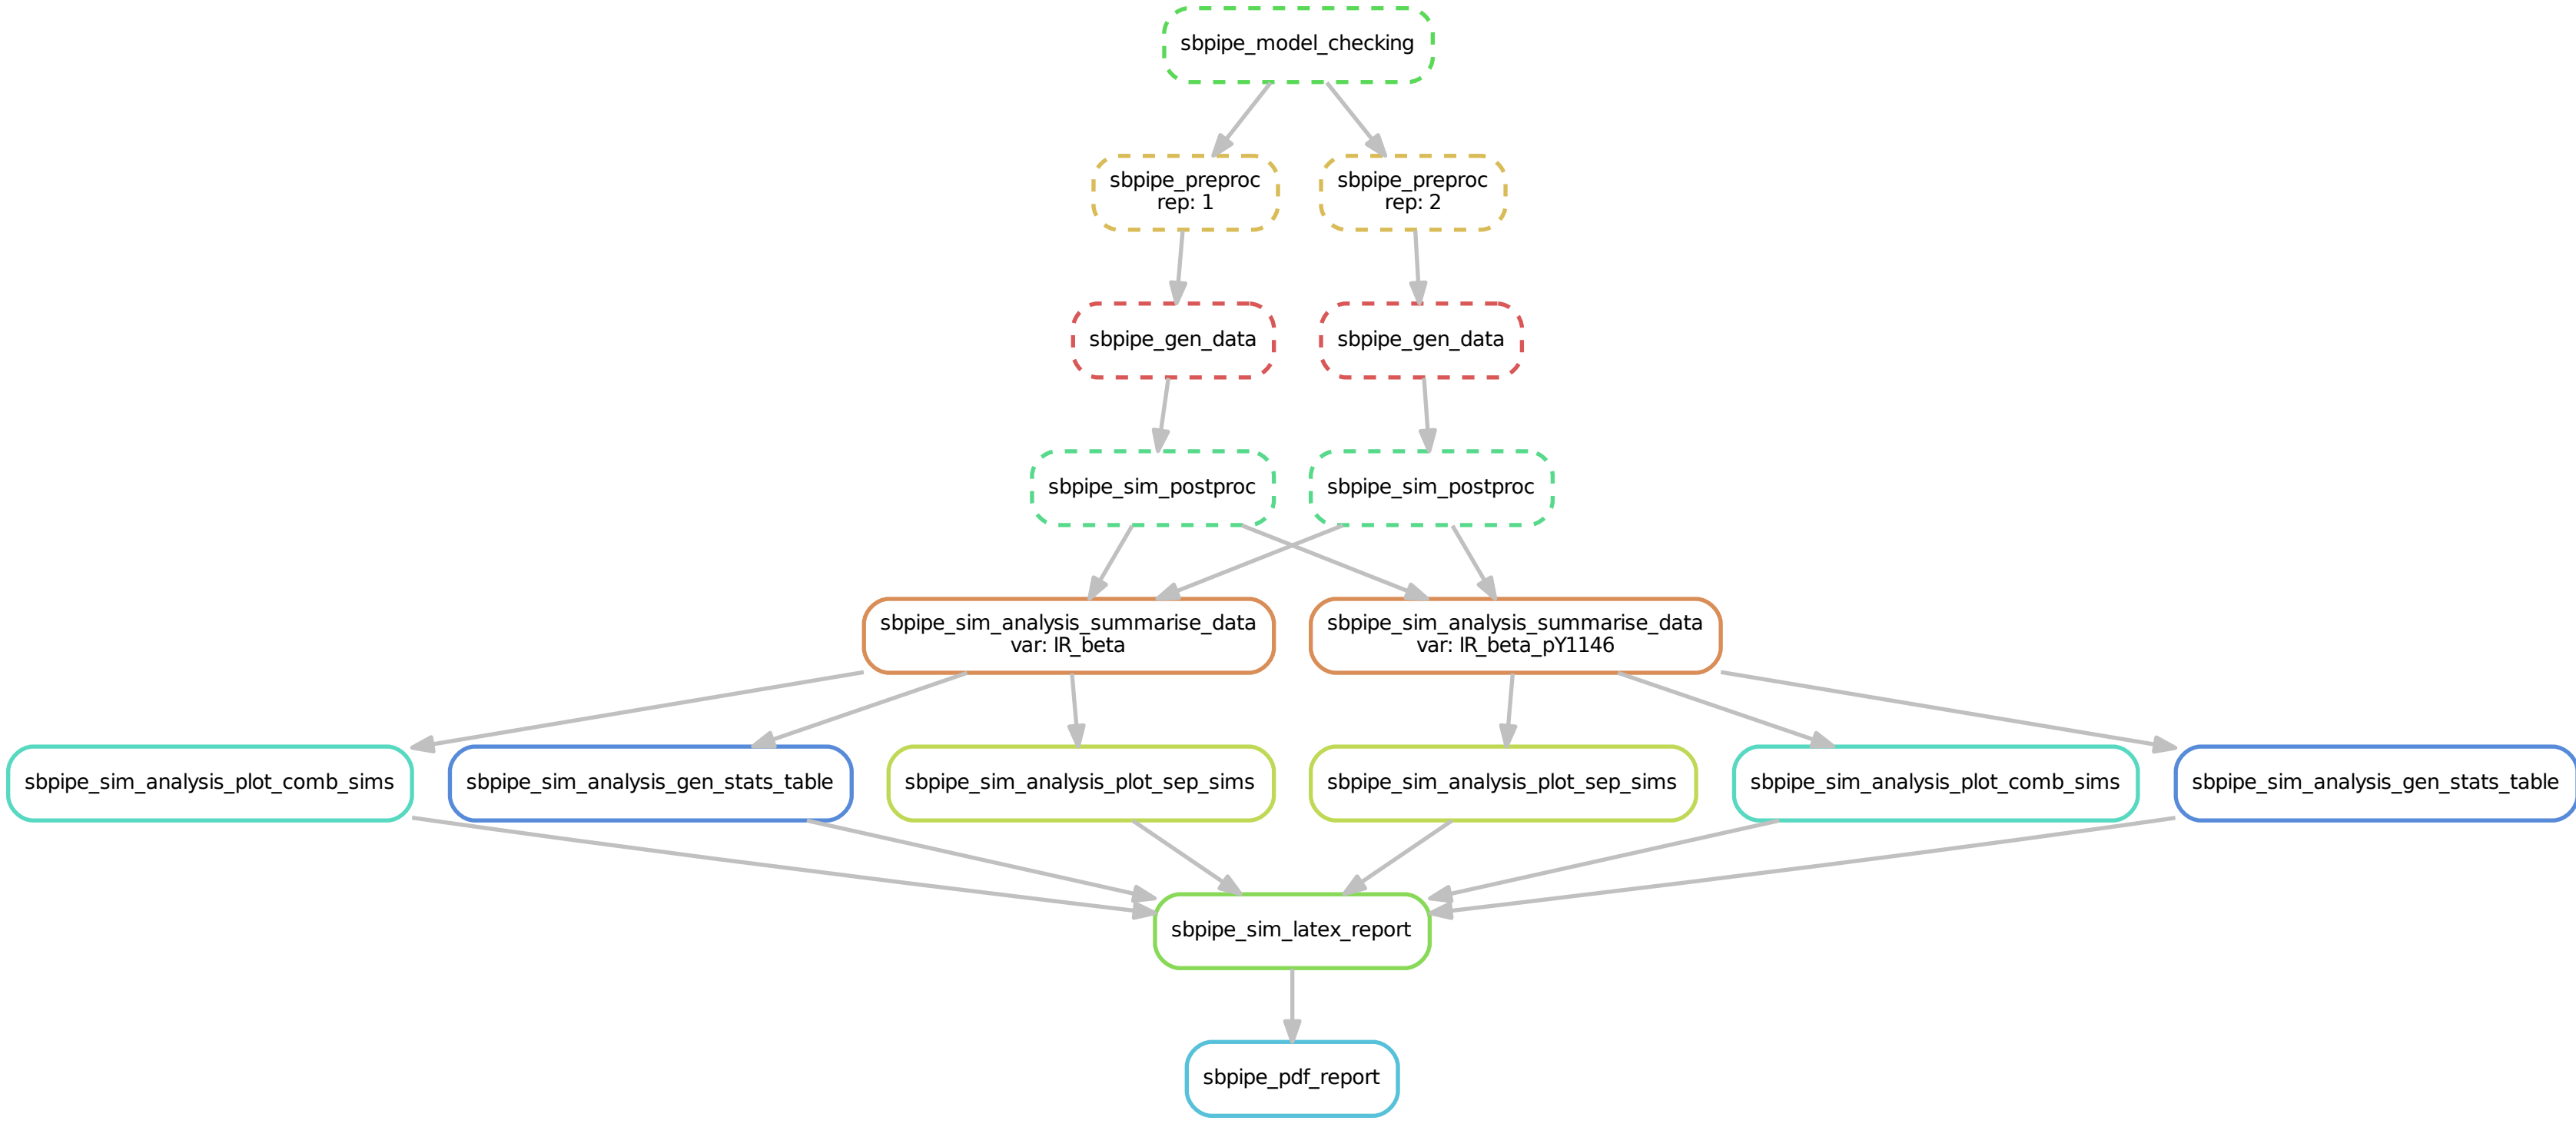 sbpipe_model_checking
sbpipe_preproc
rep: 1
sbpipe_preproc
rep: 2
sbpipe_gen_data
sbpipe_gen_data
sbpipe_sim_postproc
sbpipe_sim_postproc
sbpipe_sim_analysis_summarise_data
var: IR_beta
sbpipe_sim_analysis_summarise_data
var: IR_beta_pY1146
sbpipe_sim_analysis_plot_comb_sims
sbpipe_sim_analysis_gen_stats_table
sbpipe_sim_analysis_plot_sep_sims
sbpipe_sim_analysis_plot_sep_sims
sbpipe_sim_analysis_plot_comb_sims
sbpipe_sim_analysis_gen_stats_table
sbpipe_sim_latex_report
sbpipe_pdf_report